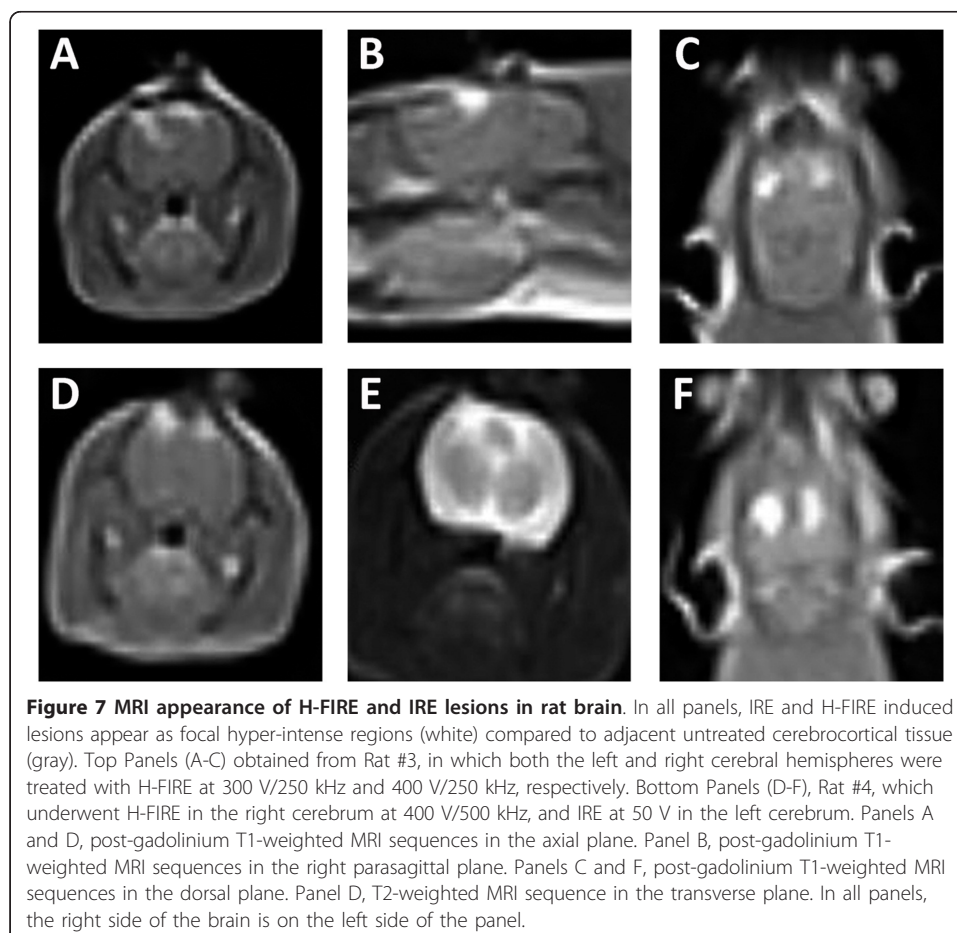 A
B
C
D
E
F
Figure 7 MRI appearance of H-FIRE and IRE lesions in rat brain. In all panels, IRE and H-FIRE induced
lesions appear as focal hyper-intense regions (white) compared to adjacent untreated cerebrocortical tissue
(gray). Top Panels (A-C) obtained from Rat #3, in which both the left and right cerebral hemispheres were
treated with H-FIRE at 300 V/250 kHz and 400 V/250 kHz, respectively. Bottom Panels (D-F), Rat #4, which
underwent H-FIRE in the right cerebrum at 400 V/500 kHz, and IRE at 50 V in the left cerebrum. Panels A
and D, post-gadolinium T1-weighted MRI sequences in the axial plane. Panel B, post-gadolinium T1-
weighted MRI sequences in the right parasagittal plane. Panels C and F, post-gadolinium T1-weighted MRI
sequences in the dorsal plane. Panel D, T2-weighted MRI sequence in the transverse plane. In all panels,
the right side of the brain is on the left side of the panel.